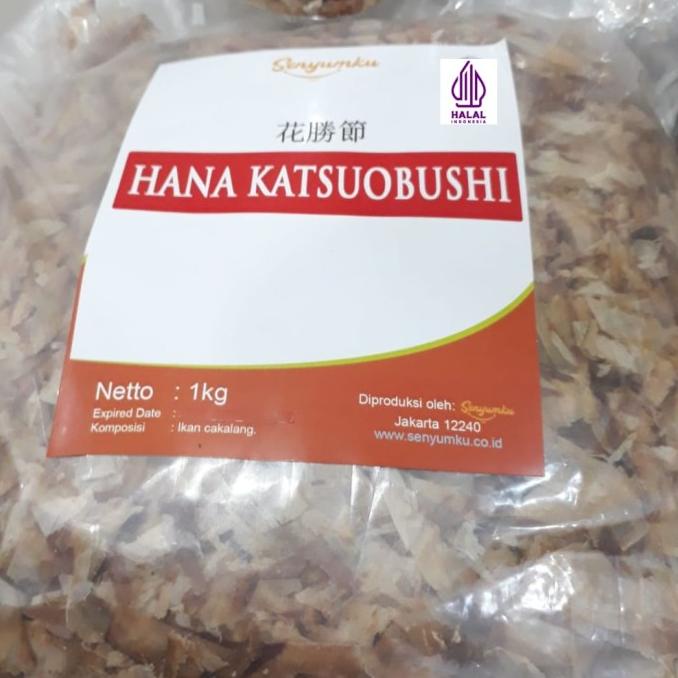 Senyumku
HALAL
INDONESIA
花勝節
HANA KATSUOBUSHI
Netto : 1kg
Expired Date :
Komposisi : Ikan cakalang.
Diproduksi oleh: Senyumku
Jakarta 12240
www.senyumku.co.id